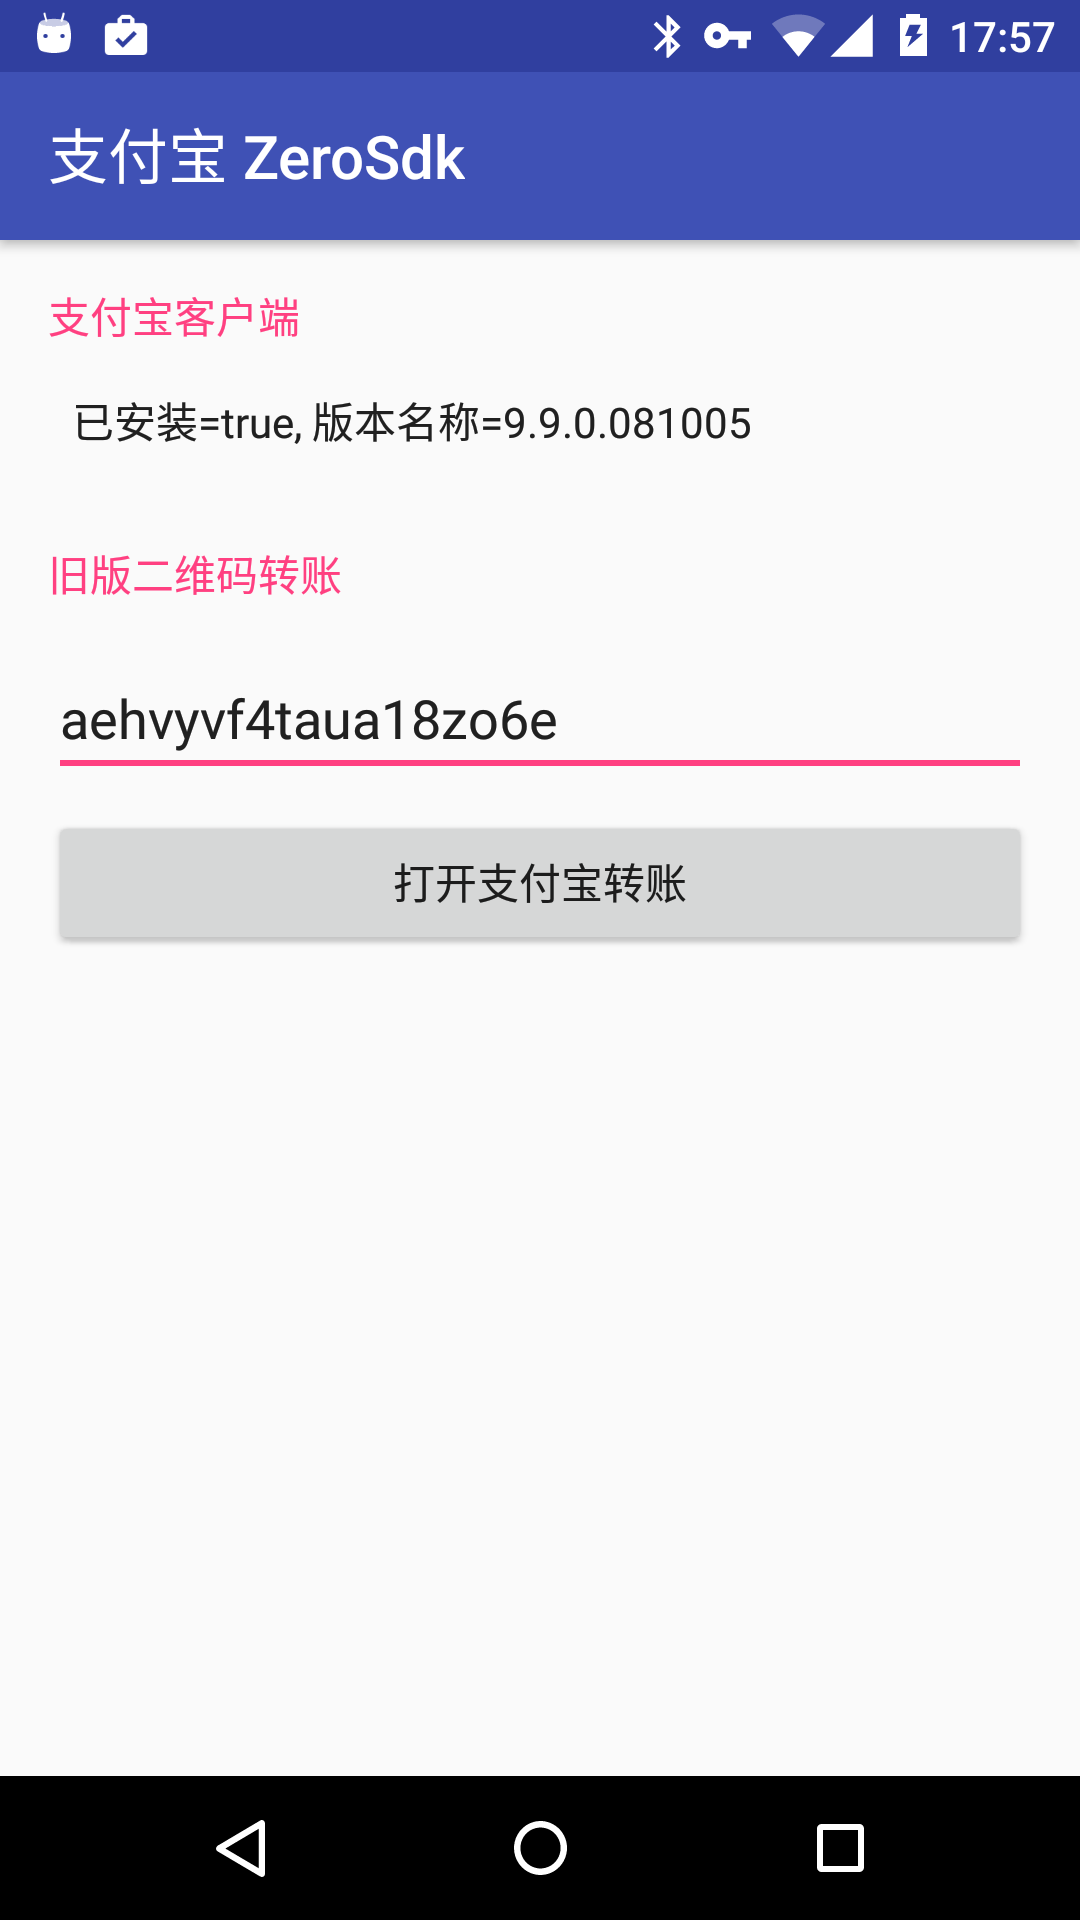 17:57
支付宝 ZeroSdk
支付宝客户端
已安装=true, 版本名称=9.9.0.081005
旧版二维码转账
aehvyvf4taua18zo6e
打开支付宝转账